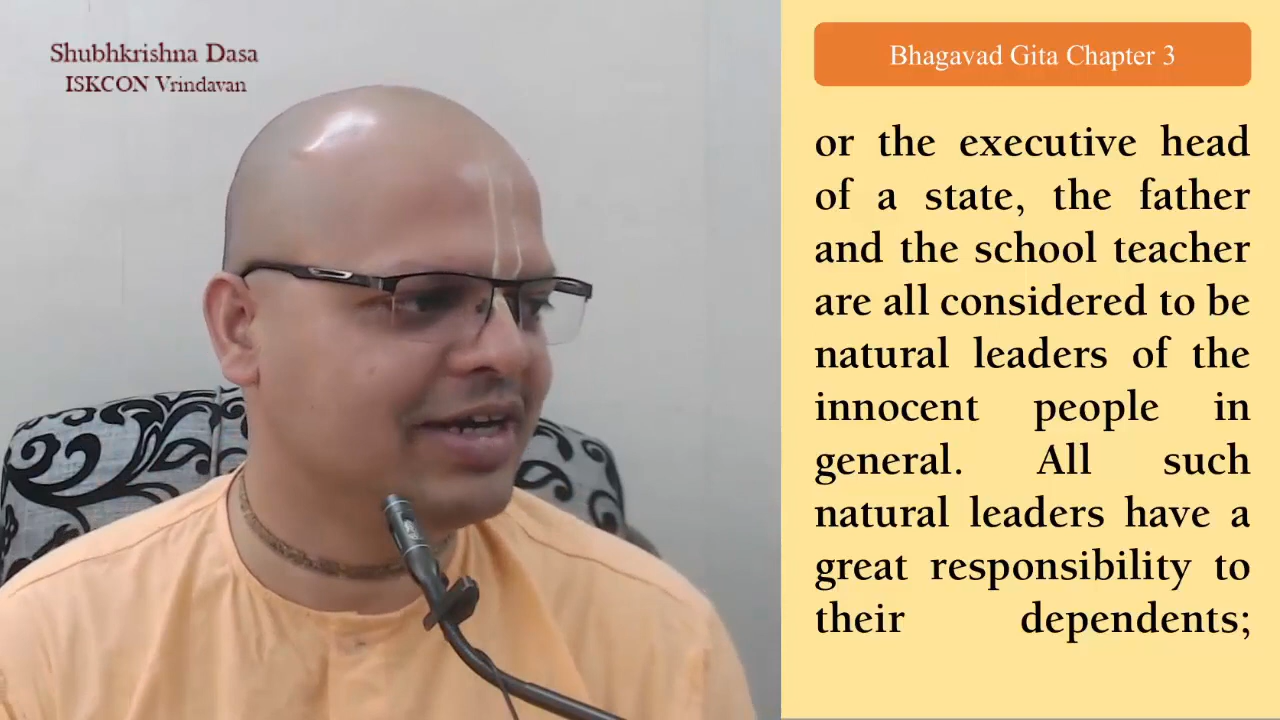 Shubhkrishna Dasa
ISKCON Vrindavan
Bhagavad Gita Chapter 3
or the executive head
of a state, the father
and the school teacher
are all considered to be
natural leaders of the
innocent people in
general. All such
natural leaders have a
great responsibility to
their dependents;